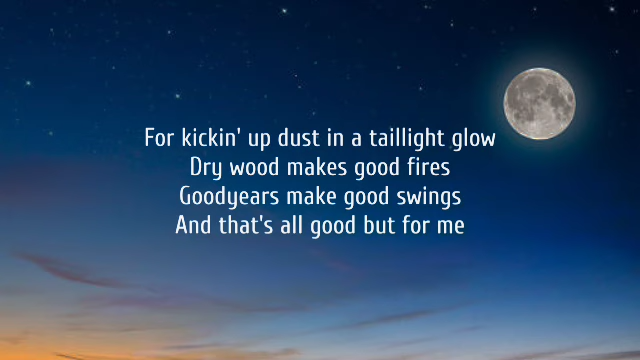 For kickin' up dust in a taillight glow
Dry wood makes good fires
Goodyears make good swings
And that's all good but for me